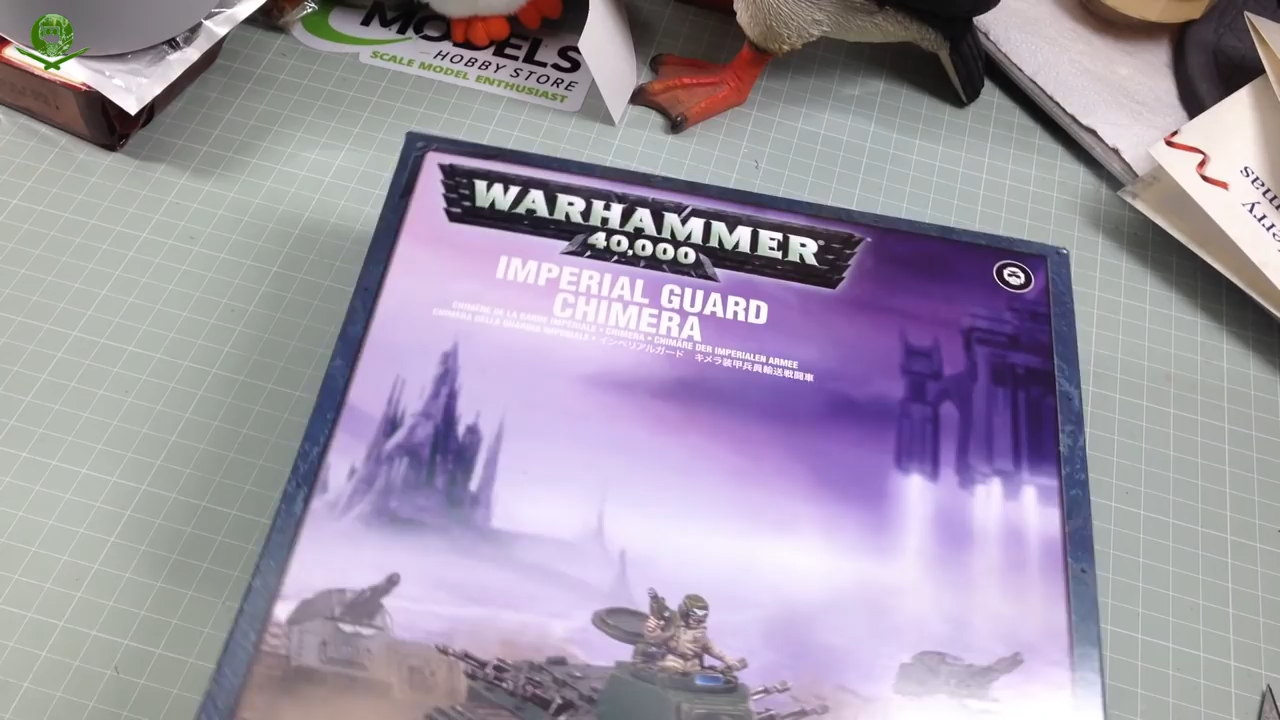 MODELS
HOBBY STORE
SCALE MODEL ENTHUSIAST
WARHAMMER
40,000
IMPERIAL GUARD
CHIMERA
CHIMÈRE DE LA GARDE IMPÉRIALE • CHIMERA • CHIMÄRE DER IMPERIALEN ARMEE
CHIMERA DELLA GUARDIA IMPERIALE • インペリアルガード キメラ装甲兵員輸送戦闘車